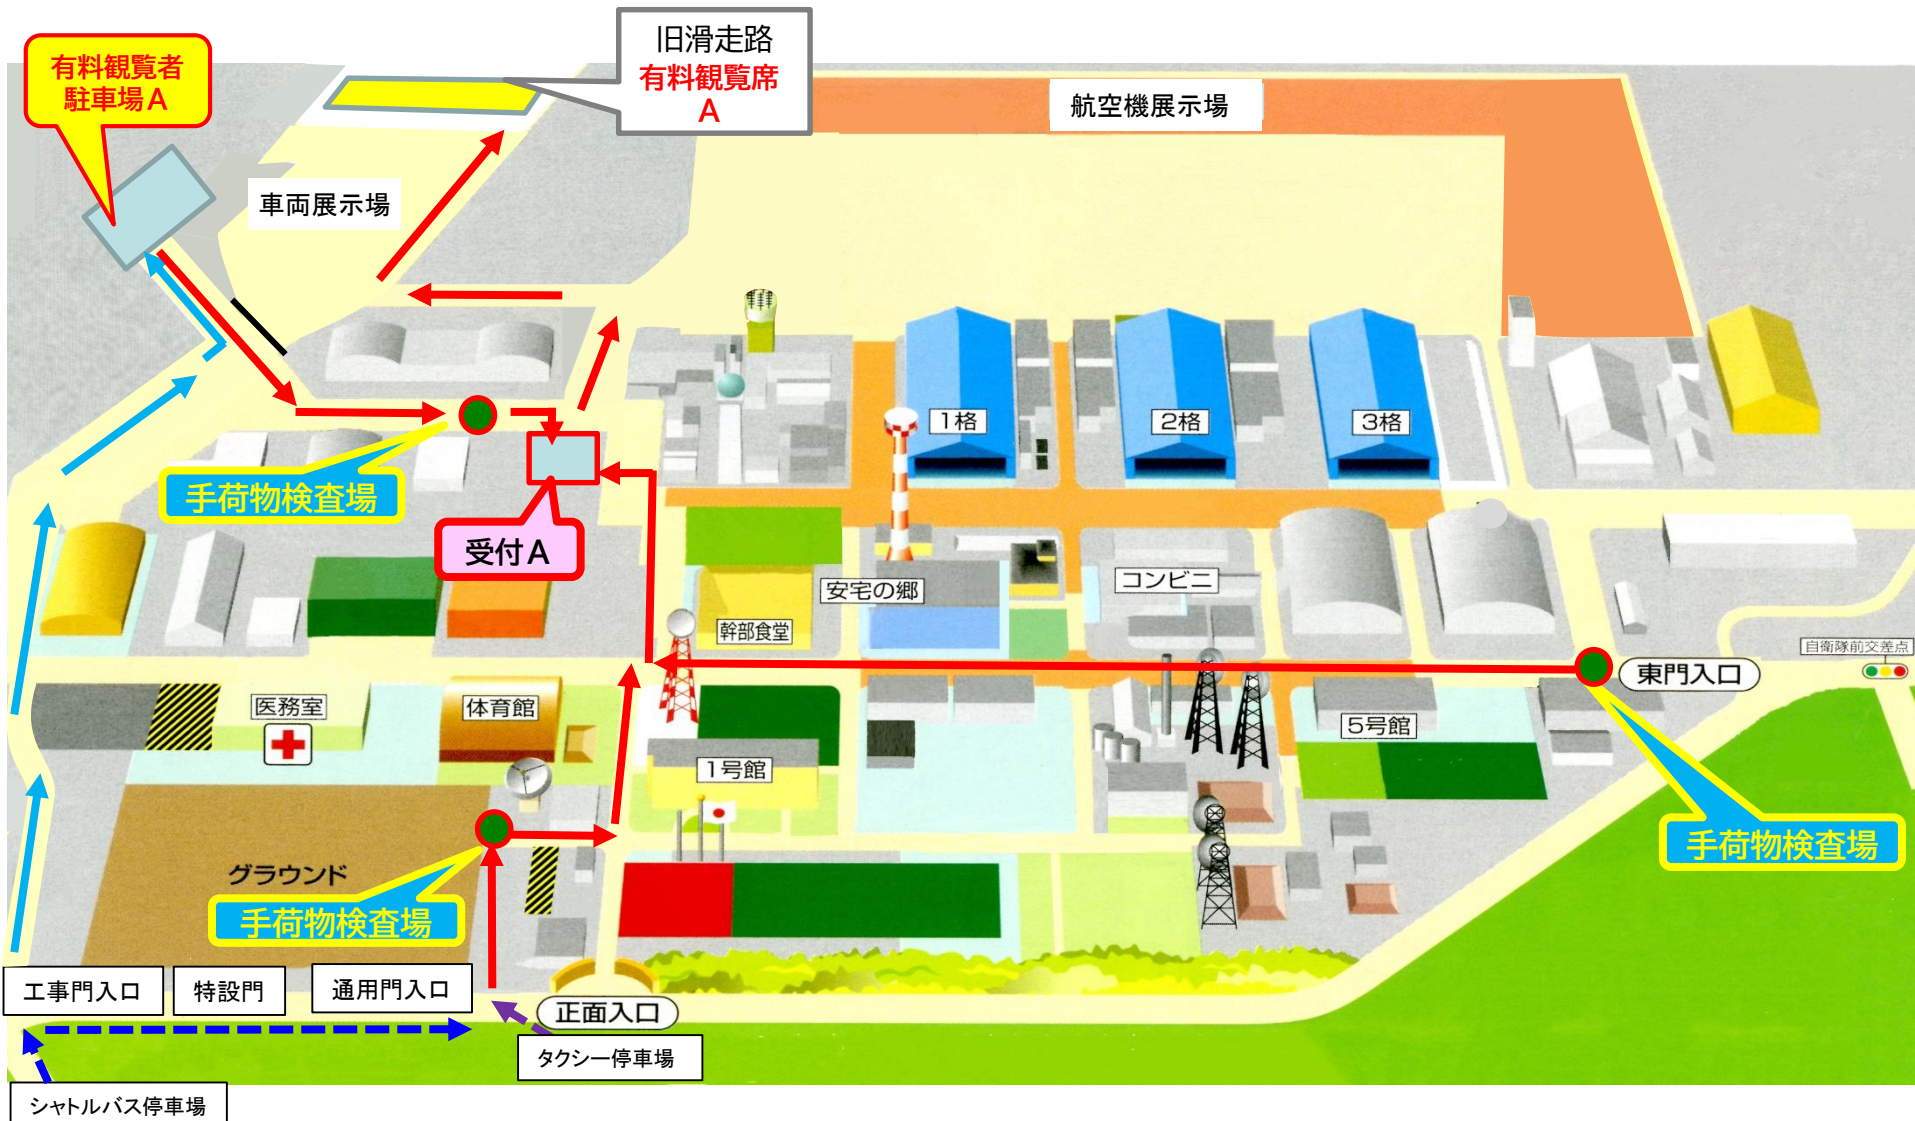 旧滑走路
有料観覧席
A
有料観覧者
駐車場A
航空機展示場
車両展示場
1格
2格
3格
手荷物検査場
受付A
安宅の郷
コンビニ
幹部食堂
自衛隊前交差点
東門入口
医務室
体育館
5号館
1号館
手荷物検査場
グラウンド
手荷物検査場
工事門入口
特設門
通用門入口
正面入口
タクシー停車場
シャトルバス停車場